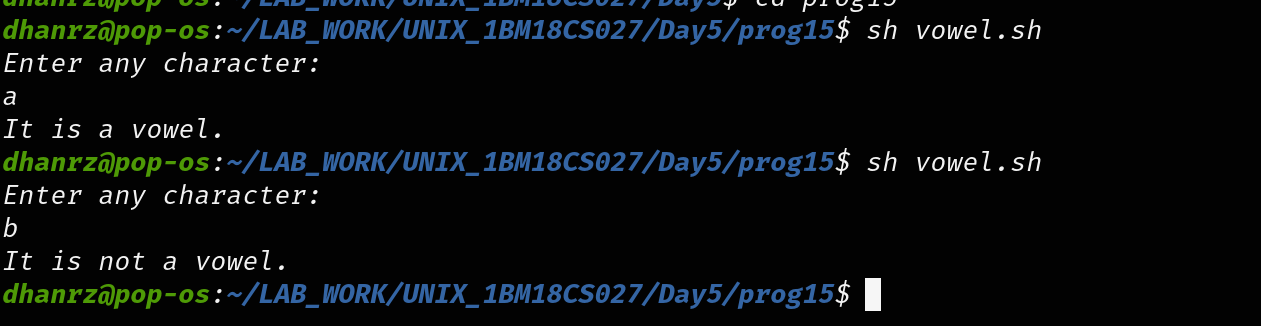 dhanrz@pop-os:~/LAB_WORK/UNIX_1BM18CS027/Day5$ cd prog15
dhanrz@pop-os:~/LAB_WORK/UNIX_1BM18CS027/Day5/prog15$ sh vowel.sh
Enter any character:
a
It is a vowel.
dhanrz@pop-os:~/LAB_WORK/UNIX_1BM18CS027/Day5/prog15$ sh vowel.sh
Enter any character:
b
It is not a vowel.
dhanrz@pop-os:~/LAB_WORK/UNIX_1BM18CS027/Day5/prog15$